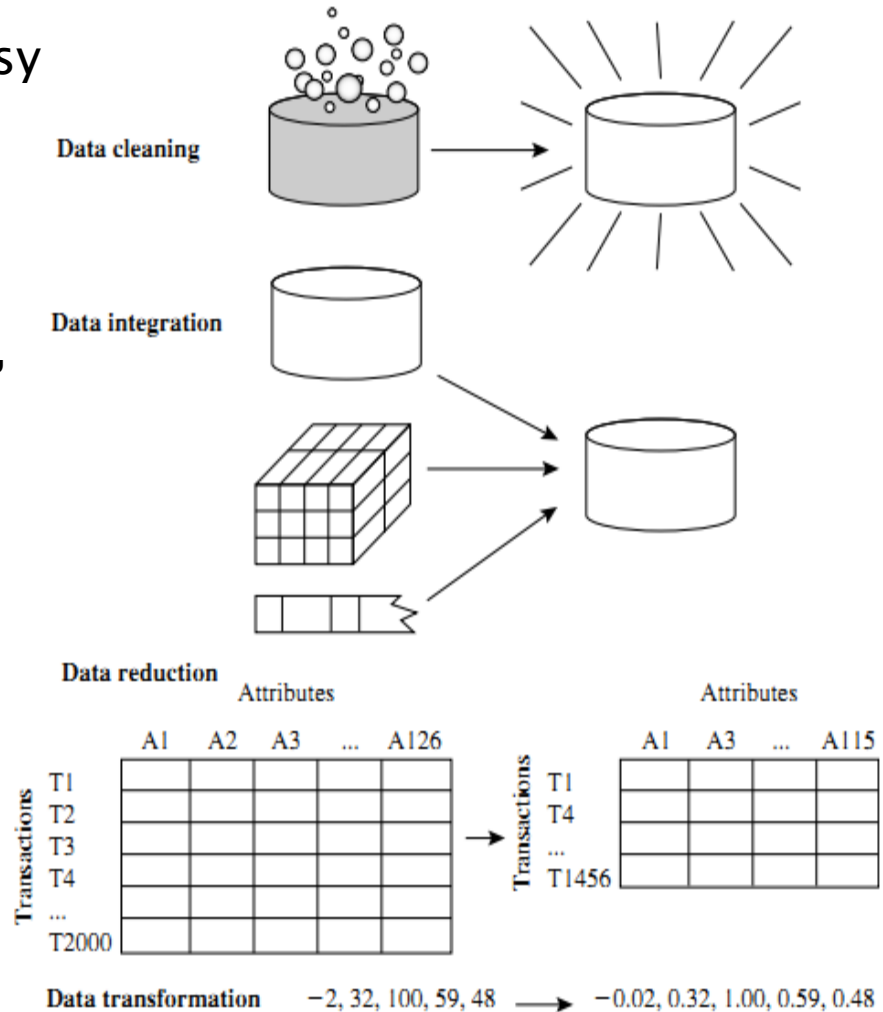 sy
Data cleaning
Data integration
,
Data reduction
Attributes
A1 A2 A3 ... A126
Transactions
T1
T2
T3
T4
...
T2000
Attributes
A1 A3 ... A115
Transactions
T1
T4
...
T1456
Data transformation −2, 32, 100, 59, 48 −0.02, 0.32, 1.00, 0.59, 0.48